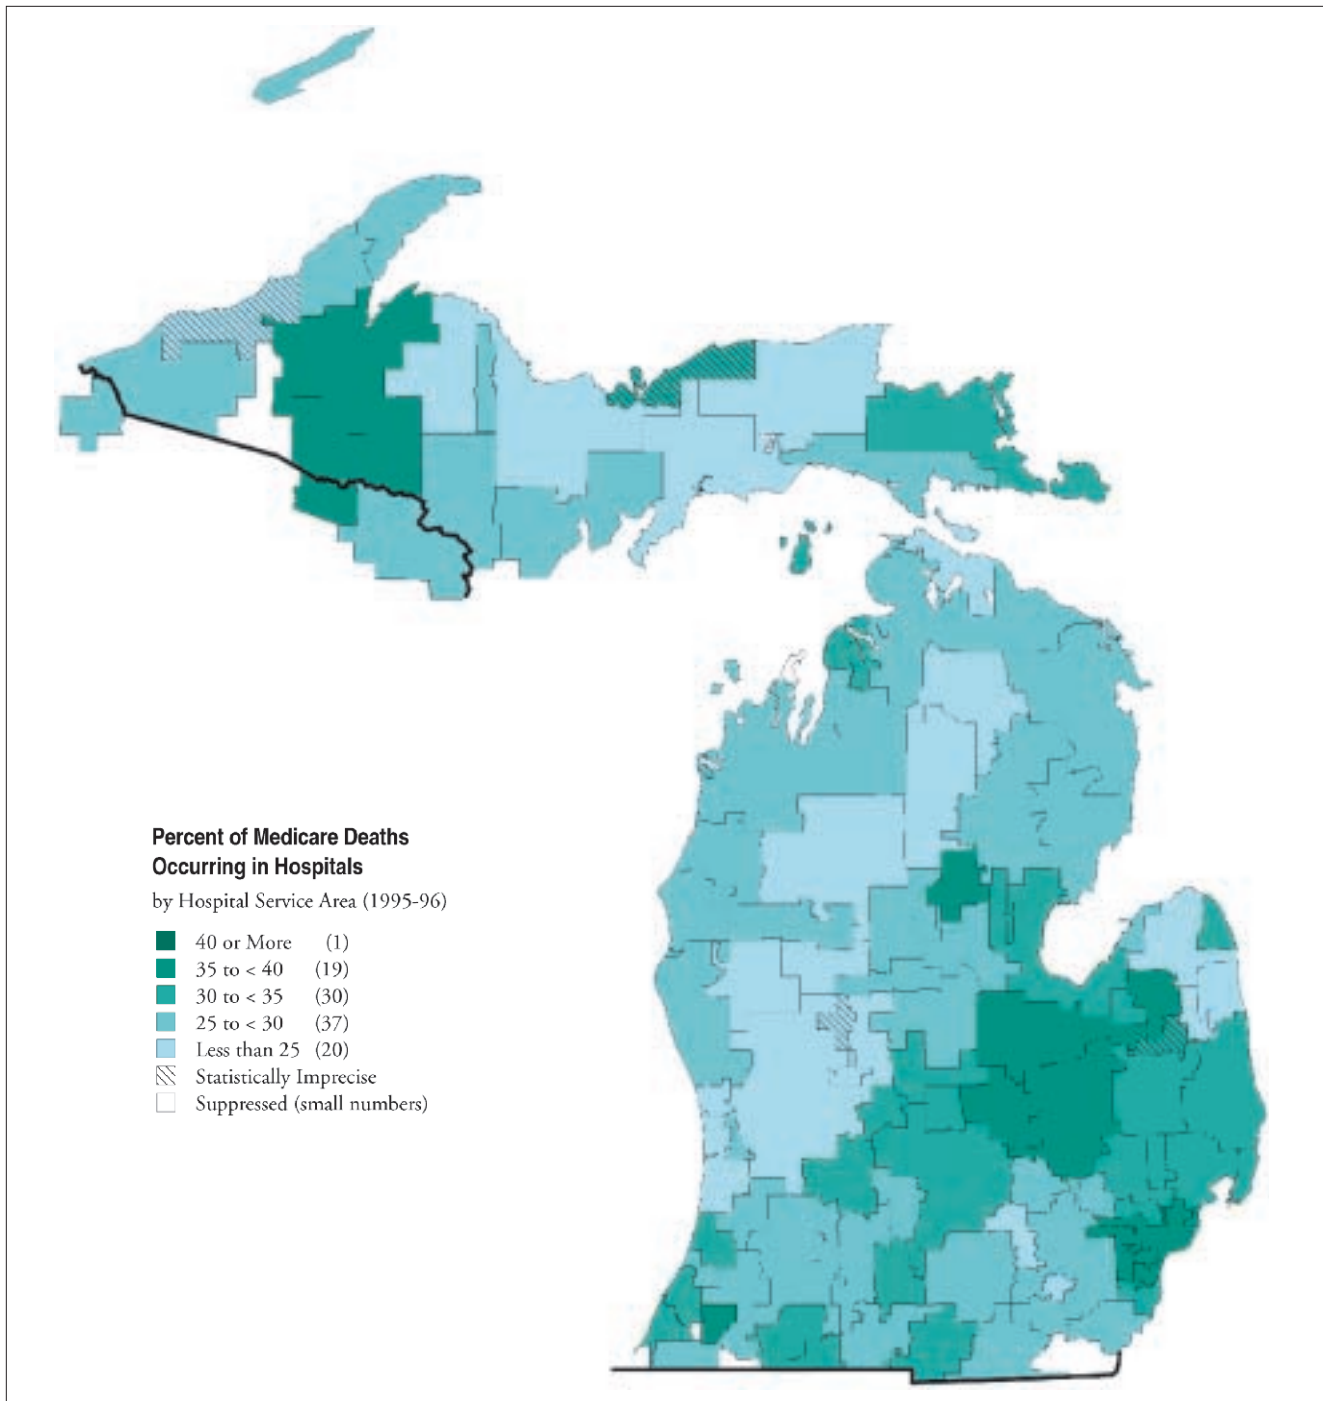 Percent of Medicare Deaths
Occurring in Hospitals
by Hospital Service Area (1995-96)
40 or More (1)
35 to < 40 (19)
30 to < 35 (30)
25 to < 30 (37)
Less than 25 (20)
Statistically Imprecise
Suppressed (small numbers)